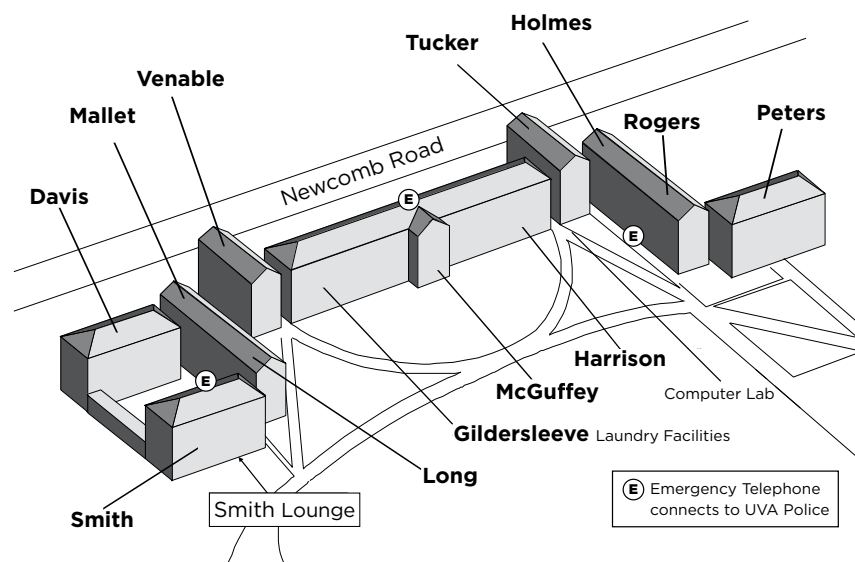 Holmes
Tucker
Venable
Mallet
Rogers
Peters
Davis
Newcomb Road
E
E
E
Harrison
McGuffey
Computer Lab
Gildersleeve Laundry Facilities
Long
Smith
Smith Lounge
E Emergency Telephone
connects to UVA Police